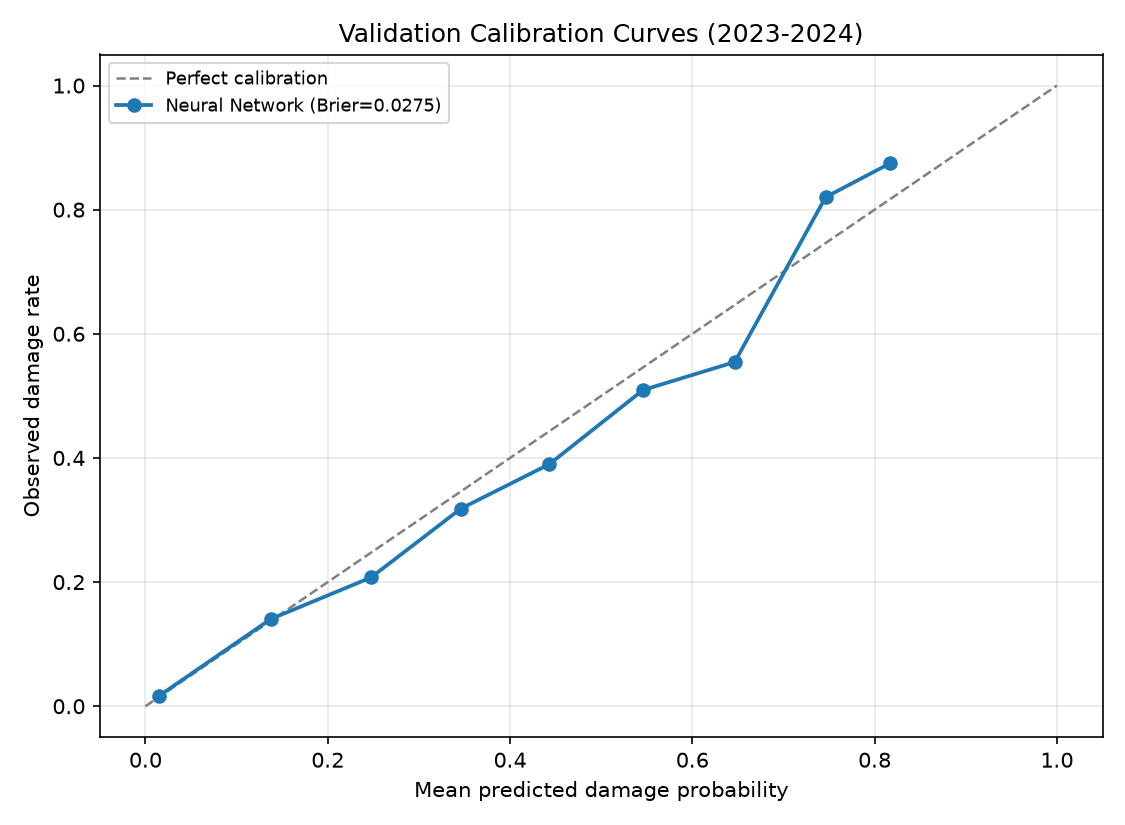 Validation Calibration Curves (2023-2024)
Perfect calibration
Neural Network (Brier=0.0275)
1.0
0.8
0.6
0.4
0.2
0.0
Observed damage rate
0.0 0.2 0.4 0.6 0.8 1.0
Mean predicted damage probability